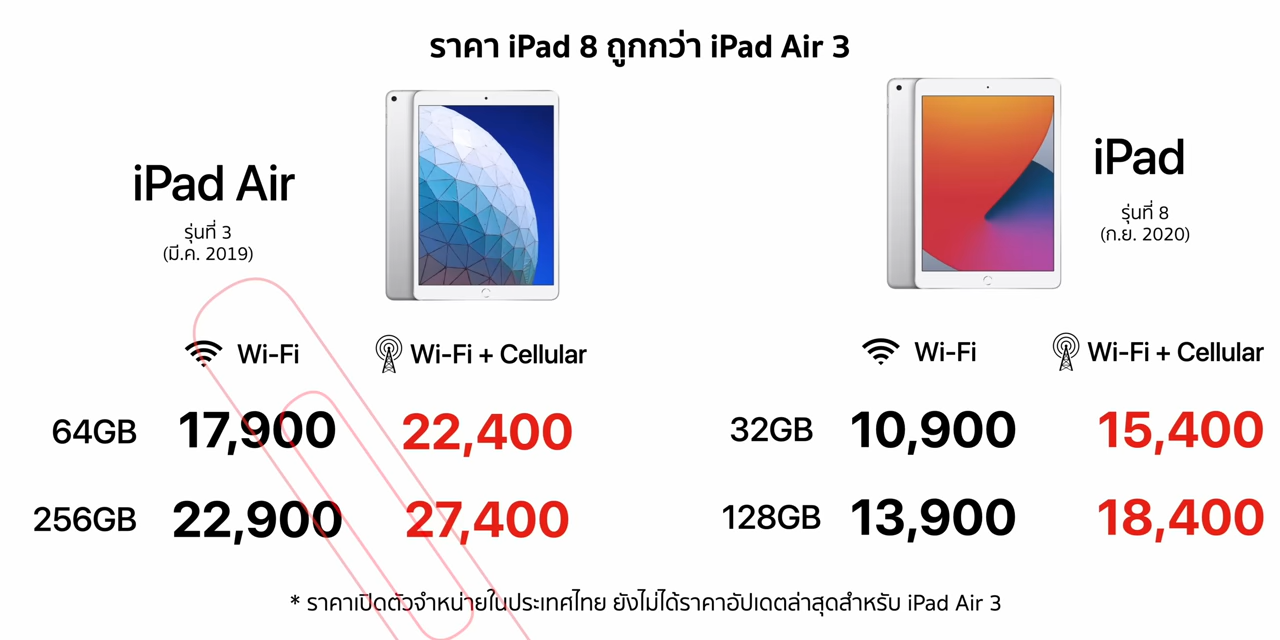 ราคา iPad 8 ถูกกว่า iPad Air 3
iPad Air
รุ่นที่ 3
(มี.ค. 2019)
iPad
รุ่นที่ 8
(ก.ย. 2020)
Wi-Fi Wi-Fi + Cellular
64GB 17,900 22,400
256GB 22,900 27,400
Wi-Fi Wi-Fi + Cellular
32GB 10,900 15,400
128GB 13,900 18,400
* ราคาเปิดตัวจำหน่ายในประเทศไทย ยังไม่ได้ราคาอัปเดตล่าสุดสำหรับ iPad Air 3